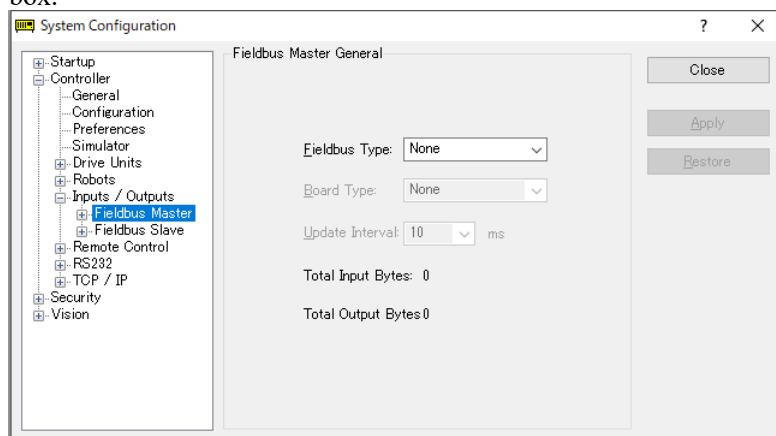 box.
System Configuration
Startup
Controller
General
Configuration
Preferences
Simulator
Drive Units
Robots
Inputs / Outputs
Fieldbus Master
Fieldbus Slave
Remote Control
RS232
TCP / IP
Security
Vision
Fieldbus Master General
Fieldbus Type: None
Board Type: None
Update Interval: 10 ms
Total Input Bytes: 0
Total Output Bytes 0
Close
Apply
Restore